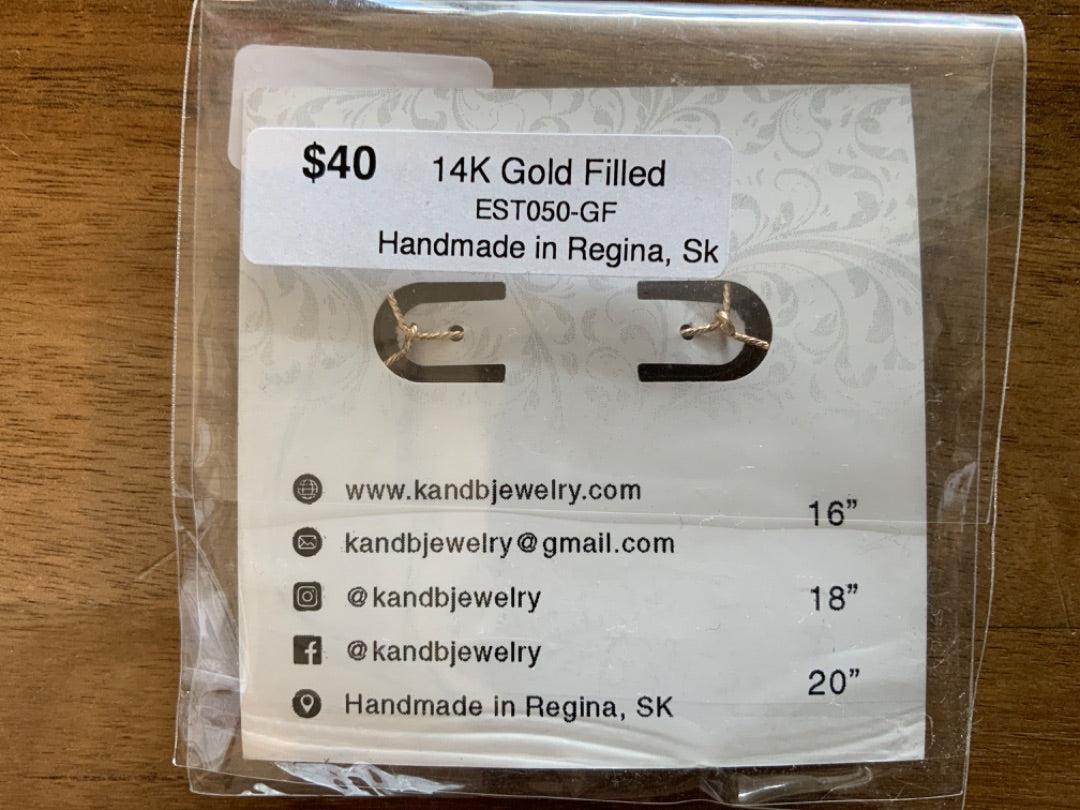 $40 14K Gold Filled
EST050-GF
Handmade in Regina, Sk
www.kandbjewelry.com
kandbjewelry@gmail.com
@kandbjewelry
@kandbjewelry
Handmade in Regina, SK
16”
18”
20”